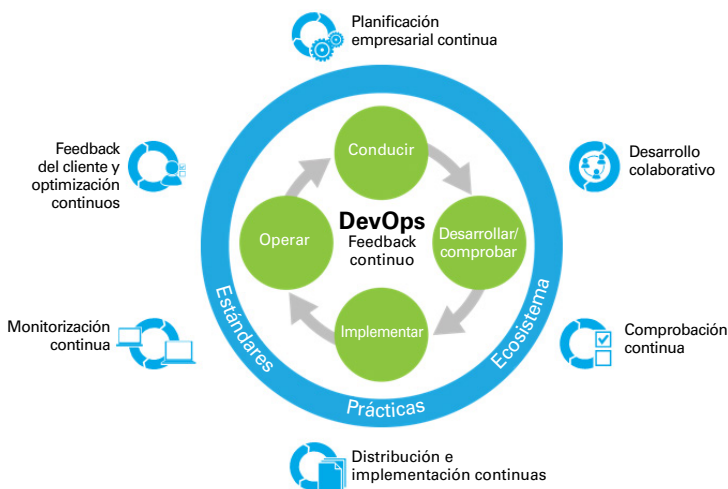 Planificación
empresarial continua
Feedback
del cliente y
optimización
continuos
Desarrollo
colaborativo
Conducir
DevOps
Feedback
continuo
Operar
Desarrollar/
comprobar
Implementar
Estándares
Prácticas
Ecosistema
Monitorización
continua
Comprobación
continua
Distribución e
implementación continuas